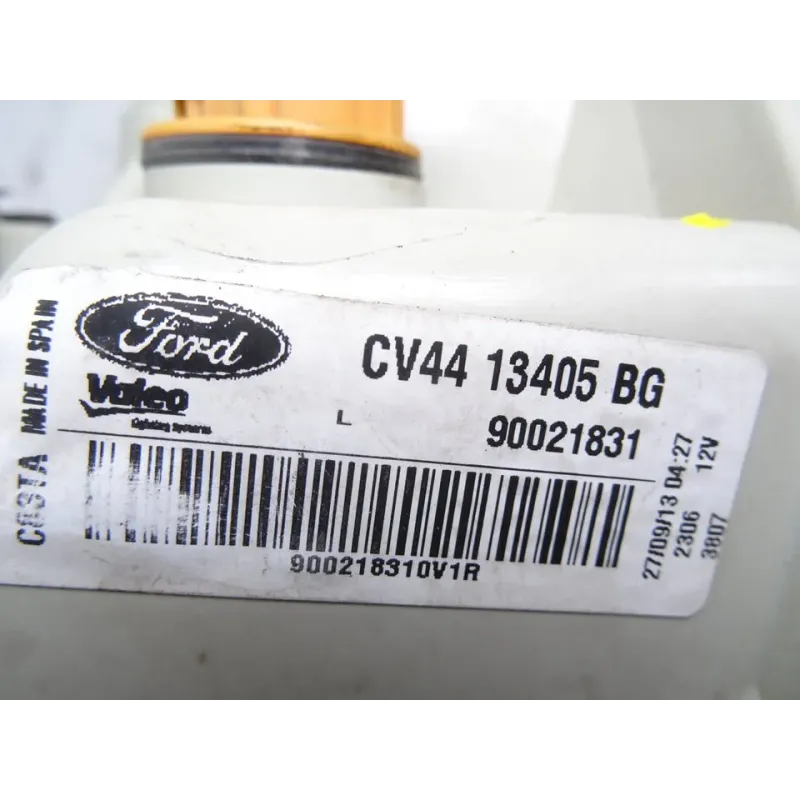 Ford
CV44 13405 BG
Valeo
Lighting Systems
L
90021831
900218310V1R
COSTA MADE IN SPAIN
27/09/13 04:27
2306 12V
3807